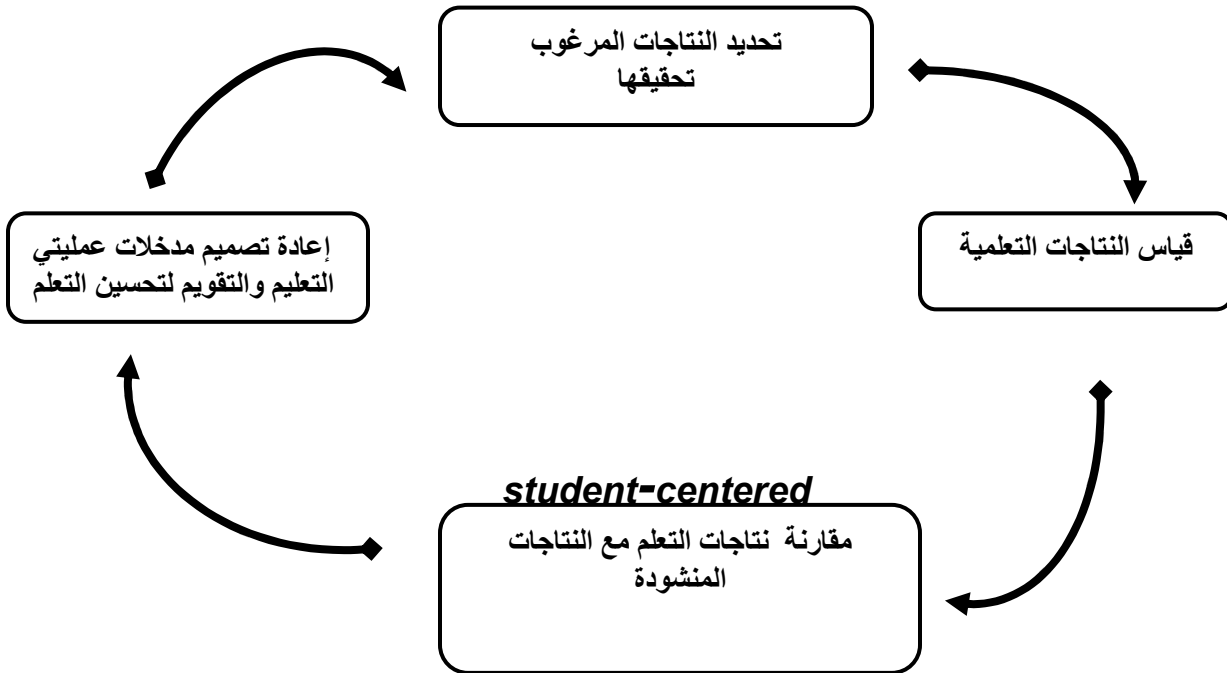 تحديد النتاجات المرغوب
تحقيقها
قياس النتاجات التعلمية
إعادة تصميم مدخلات عمليتي
التعليم والتقويم لتحسين التعلم
student-centered
مقارنة نتاجات التعلم مع النتاجات
المنشودة